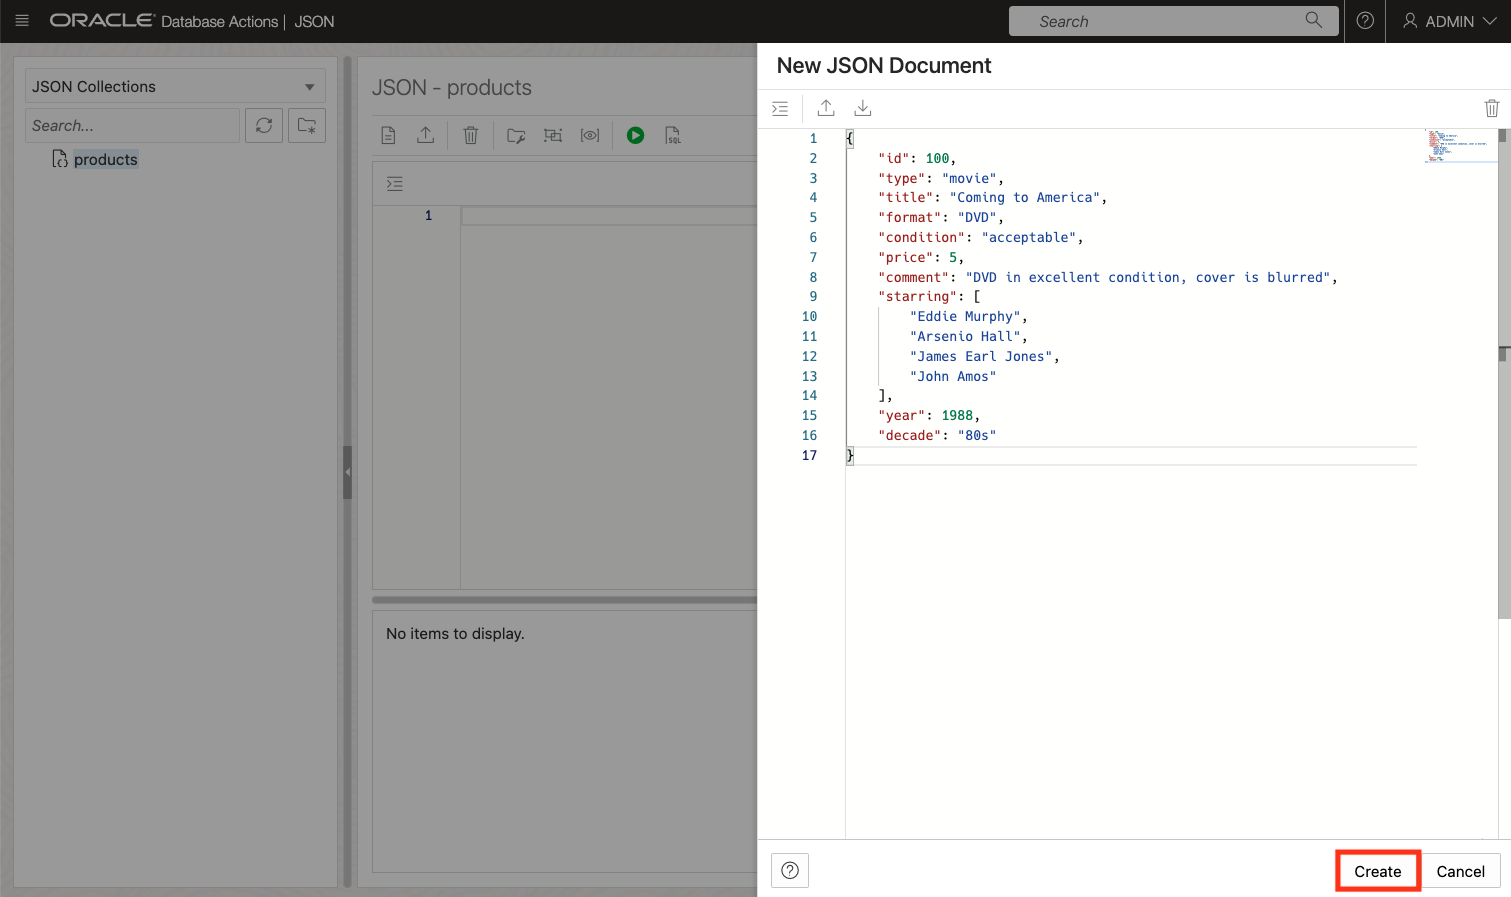 ORACLE Database Actions | JSON
Search
ADMIN
JSON Collections
Search...
products
JSON - products
SQL
1
No items to display.
New JSON Document
1 {
2 "id": 100,
3 "type": "movie",
4 "title": "Coming to America",
5 "format": "DVD",
6 "condition": "acceptable",
7 "price": 5,
8 "comment": "DVD in excellent condition, cover is blurred",
9 "starring": [
10 "Eddie Murphy",
11 "Arsenio Hall",
12 "James Earl Jones",
13 "John Amos"
14 ],
15 "year": 1988,
16 "decade": "80s"
17 }
Create
Cancel